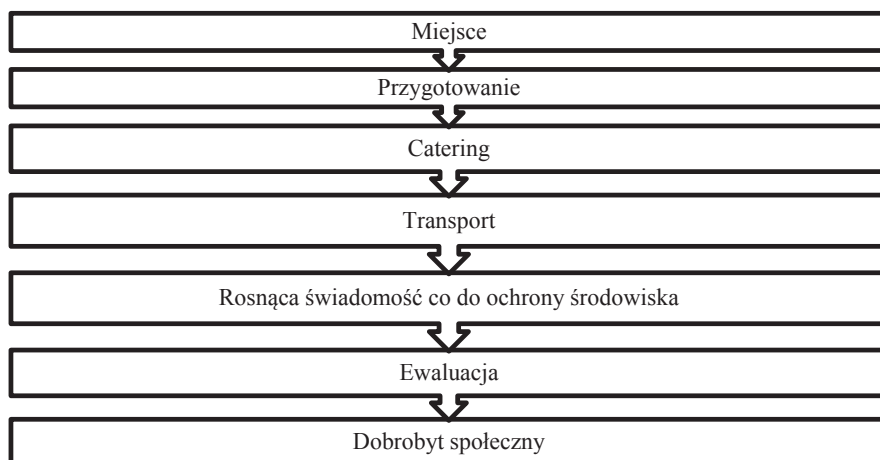 Miejsce
Przygotowanie
Catering
Transport
Rosnąca świadomość co do ochrony środowiska
Ewaluacja
Dobrobyt społeczny